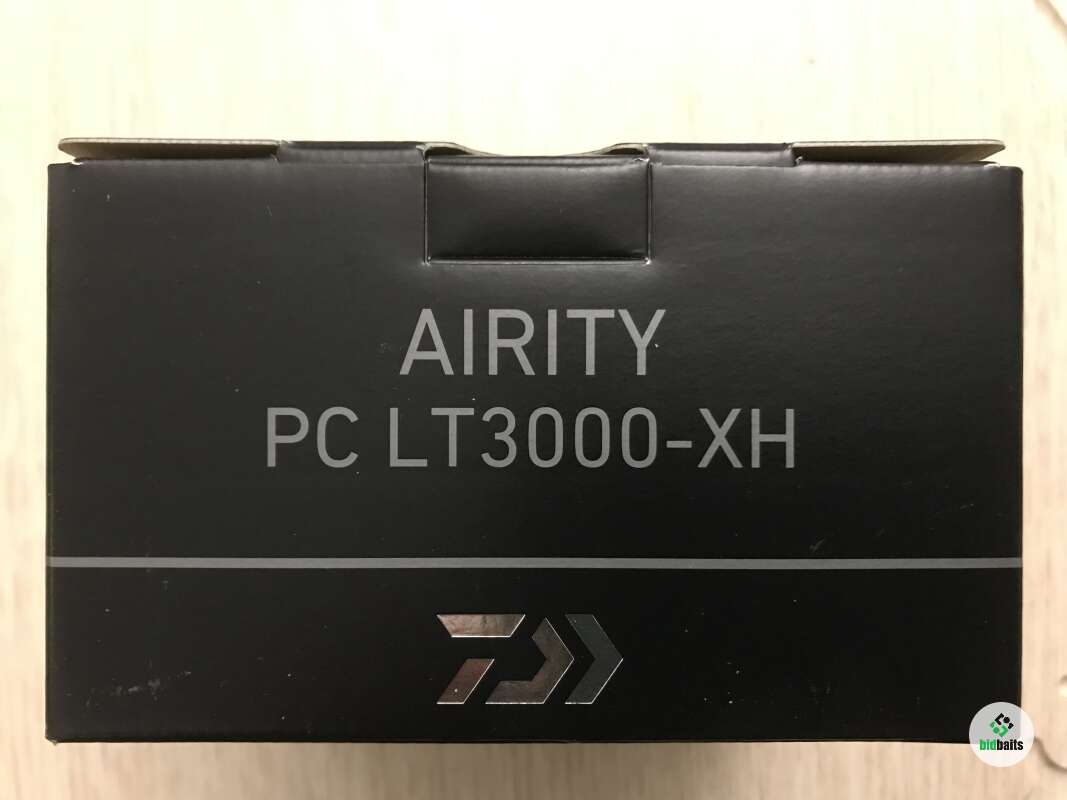 AIRITY
PC LT3000-XH
bidbaits